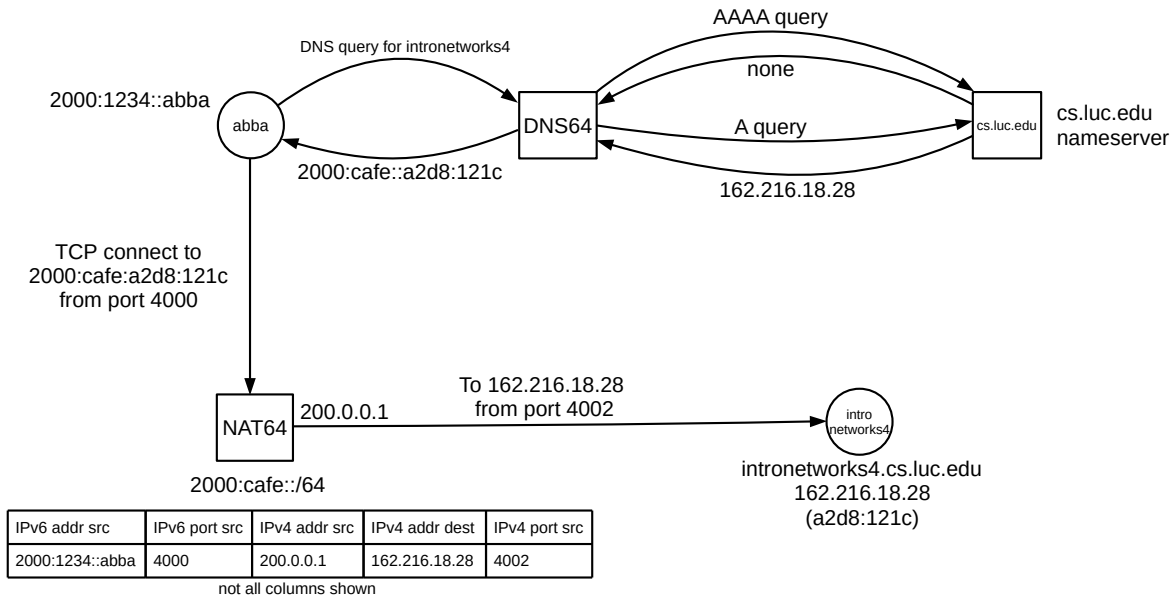 AAAA query
DNS query for intronetworks4
none
2000:1234::abba
abba
DNS64
A query
cs.luc.edu
cs.luc.edu
nameserver
2000:cafe::a2d8:121c
162.216.18.28
TCP connect to
2000:cafe:a2d8:121c
from port 4000
NAT64
200.0.0.1
To 162.216.18.28
from port 4002
intro
networks4
2000:cafe::/64
intronetworks4.cs.luc.edu
162.216.18.28
(a2d8:121c)
IPv6 addr src IPv6 port src IPv4 addr src IPv4 addr dest IPv4 port src
2000:1234::abba 4000 200.0.0.1 162.216.18.28 4002
not all columns shown